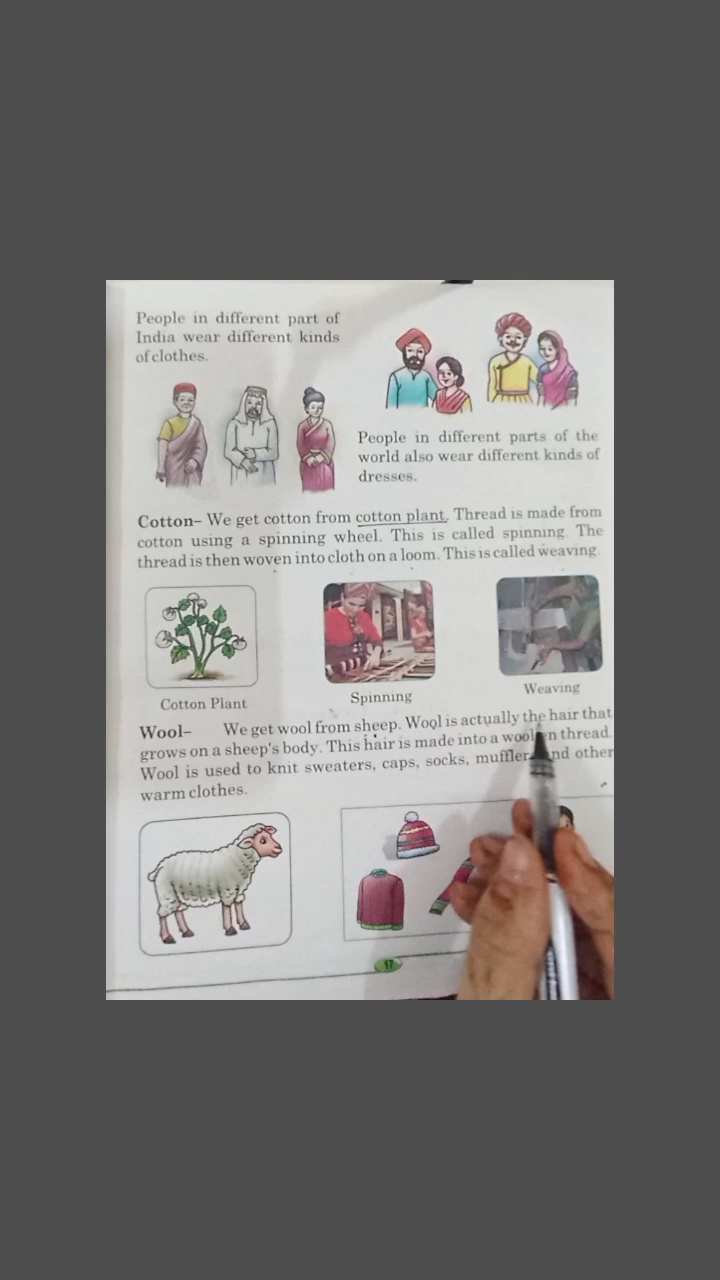 People in different part of
India wear different kinds
of clothes.
People in different parts of the
world also wear different kinds of
dresses.
Cotton– We get cotton from cotton plant. Thread is made from
cotton using a spinning wheel. This is called spinning. The
thread is then woven into cloth on a loom. This is called weaving.
Cotton Plant
Spinning
Weaving
Wool– We get wool from sheep. Wool is actually the hair that
grows on a sheep's body. This hair is made into a woolen thread.
Wool is used to knit sweaters, caps, socks, muffler and other
warm clothes.
17